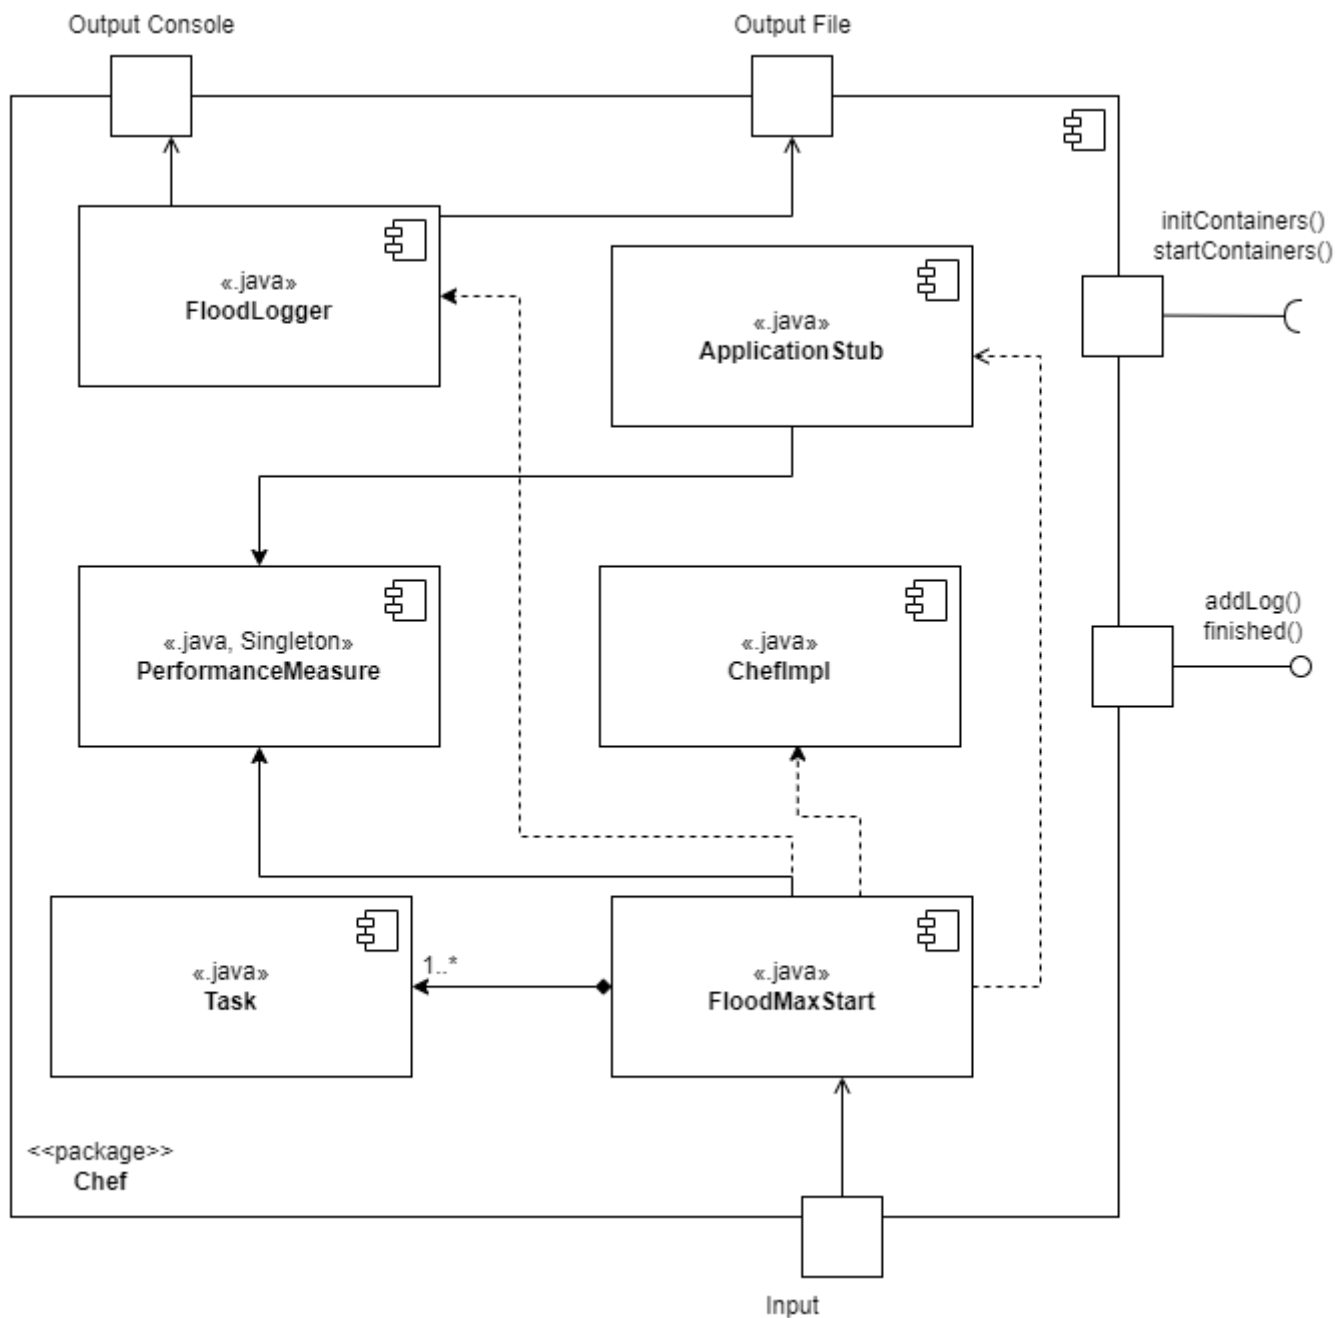 Output Console
Output File
initContainers()
startContainers()
«.java»
FloodLogger
«.java»
ApplicationStub
addLog()
finished()
«.java, Singleton»
PerformanceMeasure
«.java»
ChefImpl
1..*
«.java»
Task
«.java»
FloodMaxStart
<<package>>
Chef
Input